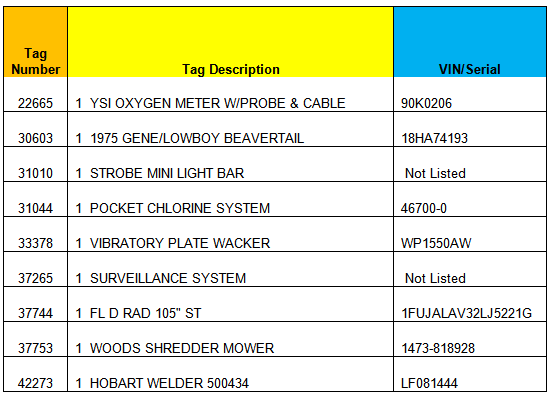 Tag Number Tag Description VIN/Serial
22665 1 YSI OXYGEN METER W/PROBE & CABLE 90K0206
30603 1 1975 GENE/LOWBOY BEAVERTAIL 18HA74193
31010 1 STROBE MINI LIGHT BAR Not Listed
31044 1 POCKET CHLORINE SYSTEM 46700-0
33378 1 VIBRATORY PLATE WACKER WP1550AW
37265 1 SURVEILLANCE SYSTEM Not Listed
37744 1 FL D RAD 105" ST 1FUJALAV32LJ5221G
37753 1 WOODS SHREDDER MOWER 1473-818928
42273 1 HOBART WELDER 500434 LF081444